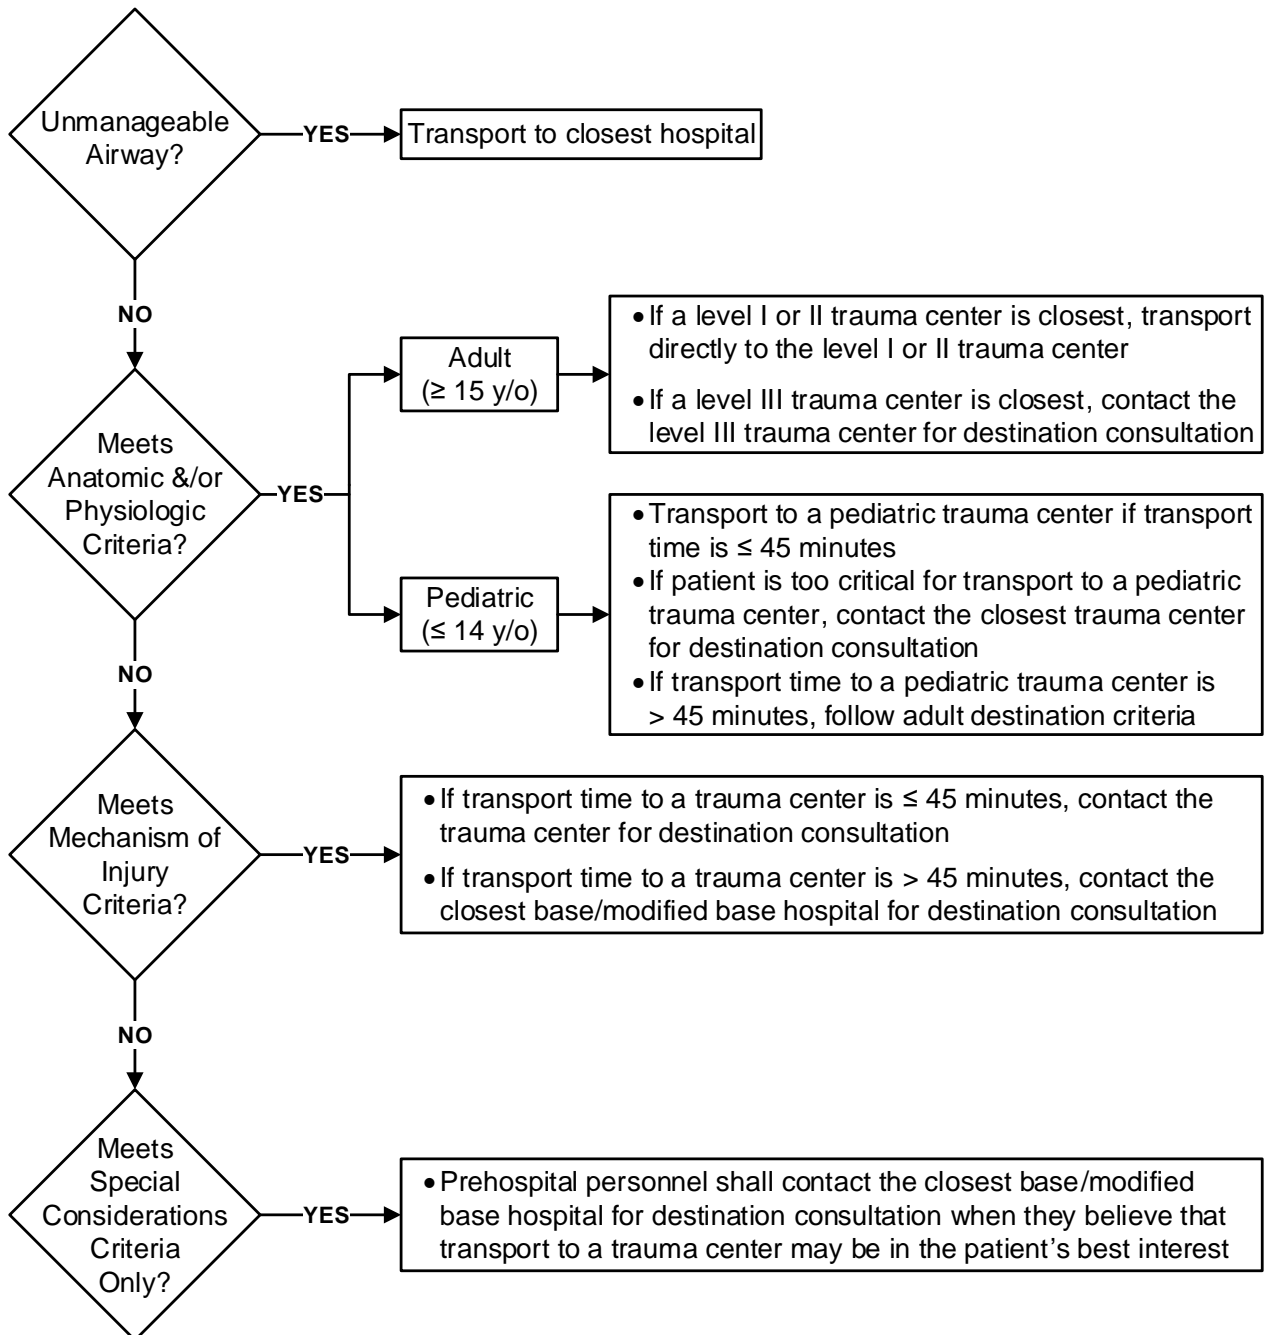 Unmanageable
Airway?
YES
Transport to closest hospital
NO
Meets
Anatomic &/or
Physiologic
Criteria?
YES
Adult
(≥ 15 y/o)
• If a level I or II trauma center is closest, transport
directly to the level I or II trauma center
• If a level III trauma center is closest, contact the
level III trauma center for destination consultation
Pediatric
(≤ 14 y/o)
• Transport to a pediatric trauma center if transport
time is ≤ 45 minutes
• If patient is too critical for transport to a pediatric
trauma center, contact the closest trauma center
for destination consultation
• If transport time to a pediatric trauma center is
> 45 minutes, follow adult destination criteria
NO
Meets
Mechanism of
Injury
Criteria?
YES
• If transport time to a trauma center is ≤ 45 minutes, contact the
trauma center for destination consultation
• If transport time to a trauma center is > 45 minutes, contact the
closest base/modified base hospital for destination consultation
NO
Meets
Special
Considerations
Criteria
Only?
YES
• Prehospital personnel shall contact the closest base/modified
base hospital for destination consultation when they believe that
transport to a trauma center may be in the patient’s best interest